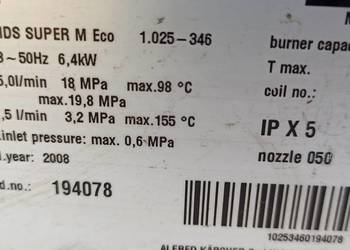 HDS SUPER M Eco 1.025-346
3~50Hz 6,4kW
5,0l/min 18 MPa max.98 °C
max.19,8 MPa
,5 l/min 3,2 MPa max.155 °C
inlet pressure: max. 0,6 MPa
.year: 2008
d.no.: 194078
burner capac
T max.
coil no.:
IP X 5
nozzle 050
10253460194078
ALFRED KÄRCHER